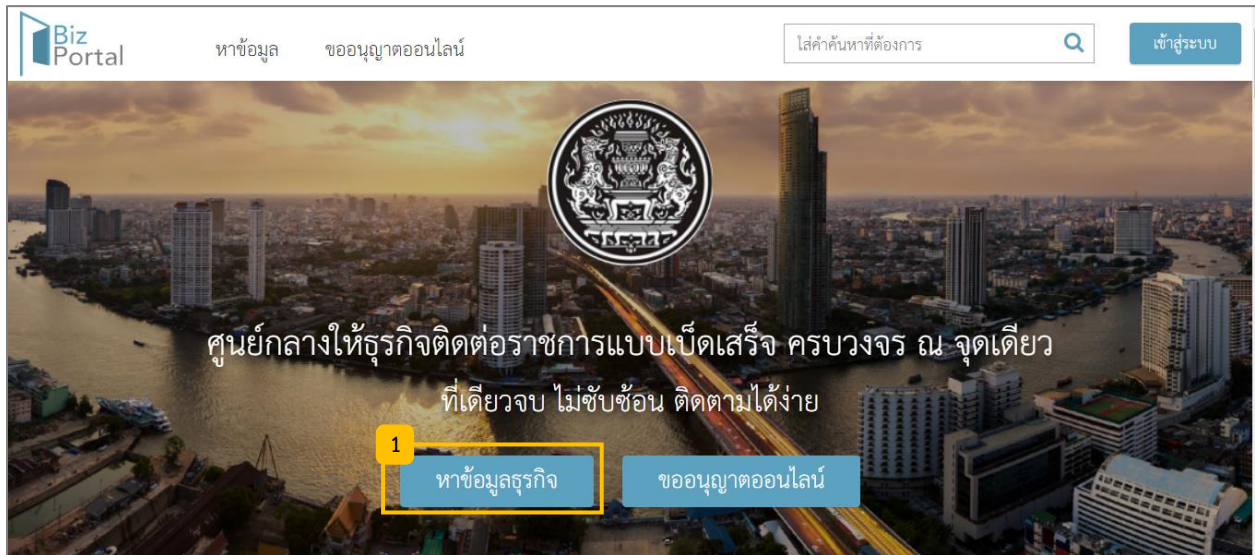 Biz
Portal
หาข้อมูล
ขออนุญาตออนไลน์
ใส่คำค้นหาที่ต้องการ
เข้าสู่ระบบ
ศูนย์กลางให้ธุรกิจติดต่อราชการแบบเบ็ดเสร็จ ครบวงจร ณ จุดเดียว
ที่เดียวจบ ไม่ซับซ้อน ติดตามได้ง่าย
1
หาข้อมูลธุรกิจ
ขออนุญาตออนไลน์